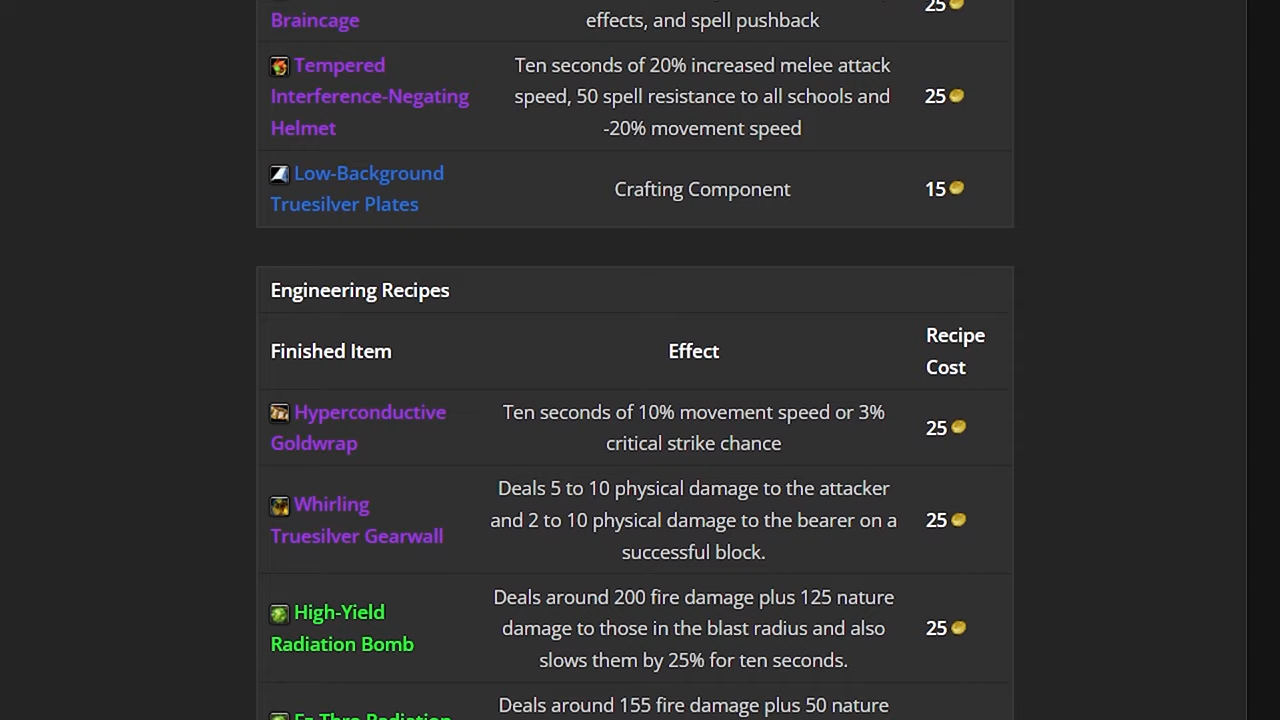 Braincage
effects, and spell pushback
25
Tempered
Interference-Negating
Helmet
Ten seconds of 20% increased melee attack
speed, 50 spell resistance to all schools and
-20% movement speed
25
Low-Background
Truesilver Plates
Crafting Component
15
Engineering Recipes
Finished Item
Effect
Recipe
Cost
Hyperconductive
Goldwrap
Ten seconds of 10% movement speed or 3%
critical strike chance
25
Whirling
Truesilver Gearwall
Deals 5 to 10 physical damage to the attacker
and 2 to 10 physical damage to the bearer on a
successful block.
25
High-Yield
Radiation Bomb
Deals around 200 fire damage plus 125 nature
damage to those in the blast radius and also
slows them by 25% for ten seconds.
25
Ez-Thro Radiation
Deals around 155 fire damage plus 50 nature